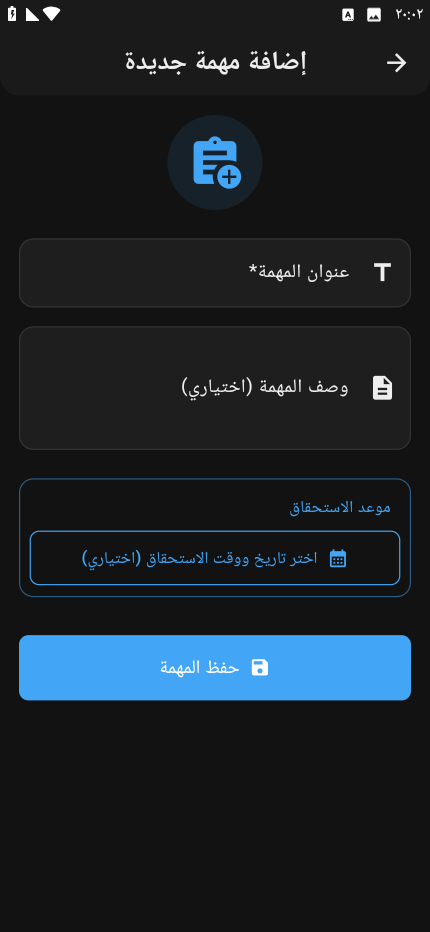 ٢٠:٠٢
إضافة مهمة جديدة
عنوان المهمة*
وصف المهمة (اختياري)
موعد الاستحقاق
اختر تاريخ ووقت الاستحقاق (اختياري)
حفظ المهمة